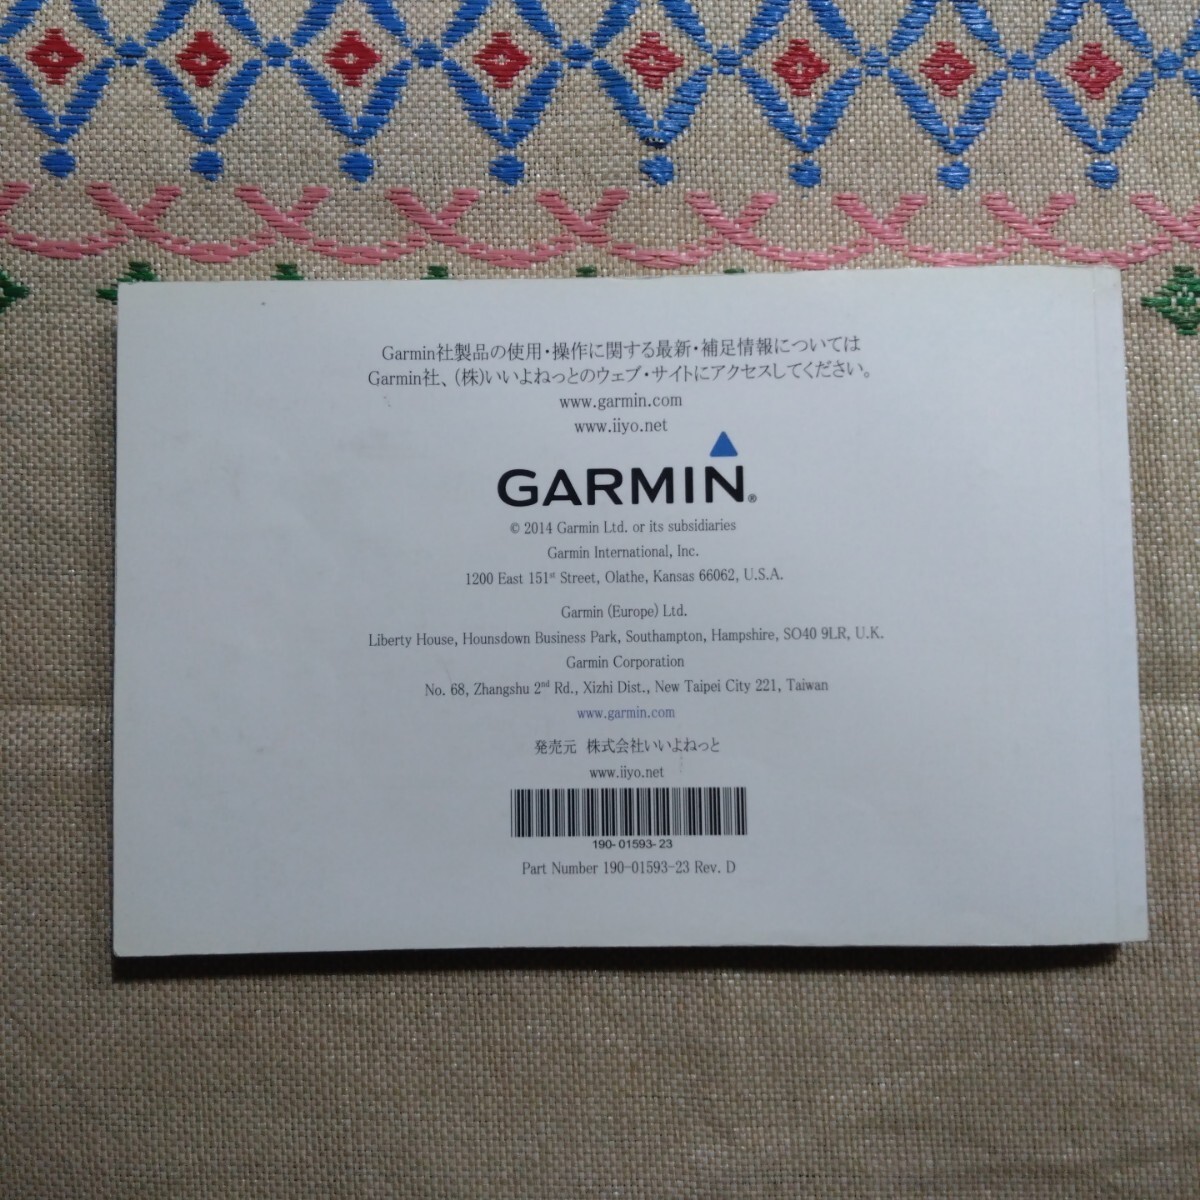 Garmin社製品の使用・操作に関する最新・補足情報については
Garmin社、(株)いいよねっとのウェブ・サイトにアクセスしてください。
www.garmin.com
www.iiyo.net
GARMIN®
© 2014 Garmin Ltd. or its subsidiaries
Garmin International, Inc.
1200 East 151st Street, Olathe, Kansas 66062, U.S.A.
Garmin (Europe) Ltd.
Liberty House, Hounsdown Business Park, Southampton, Hampshire, SO40 9LR, U.K.
Garmin Corporation
No. 68, Zhangshu 2nd Rd., Xizhi Dist., New Taipei City 221, Taiwan
www.garmin.com
発売元 株式会社いいよねっと
www.iiyo.net
190-01593-23
Part Number 190-01593-23 Rev. D